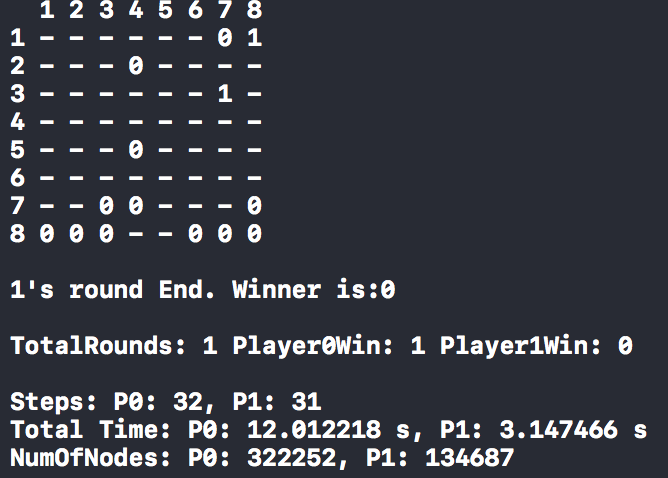 1 2 3 4 5 6 7 8
1 - - - - - - 0 1
2 - - - 0 - - - -
3 - - - - - - 1 -
4 - - - - - - - -
5 - - - 0 - - - -
6 - - - - - - - -
7 - - 0 0 - - - 0
8 0 0 0 - - 0 0 0
1's round End. Winner is:0
TotalRounds: 1 Player0Win: 1 Player1Win: 0
Steps: P0: 32, P1: 31
Total Time: P0: 12.012218 s, P1: 3.147466 s
NumOfNodes: P0: 322252, P1: 134687